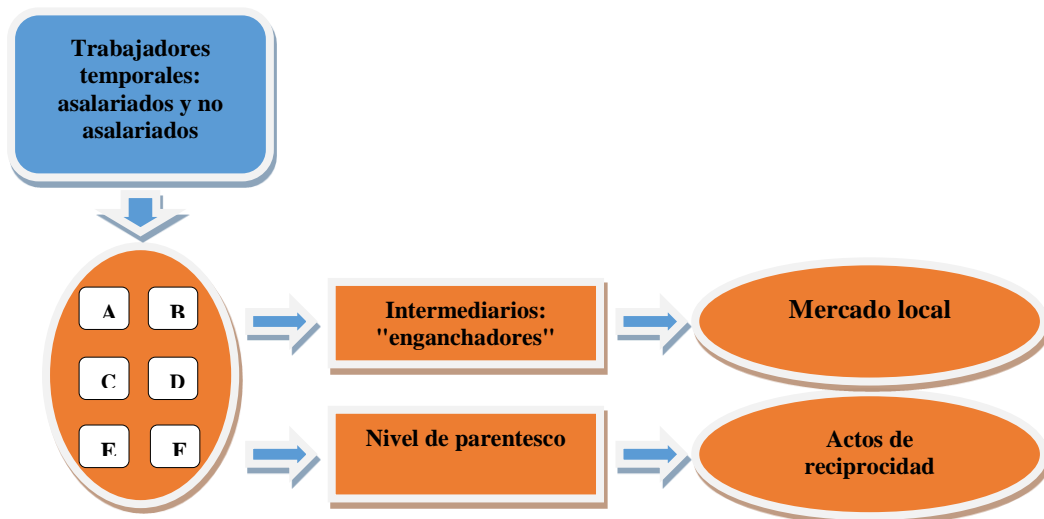 Trabajadores
temporales:
asalariados y no
asalariados
A B
C D
E F
Intermediarios:
"enganchadores"
Mercado local
Nivel de parentesco
Actos de
reciprocidad